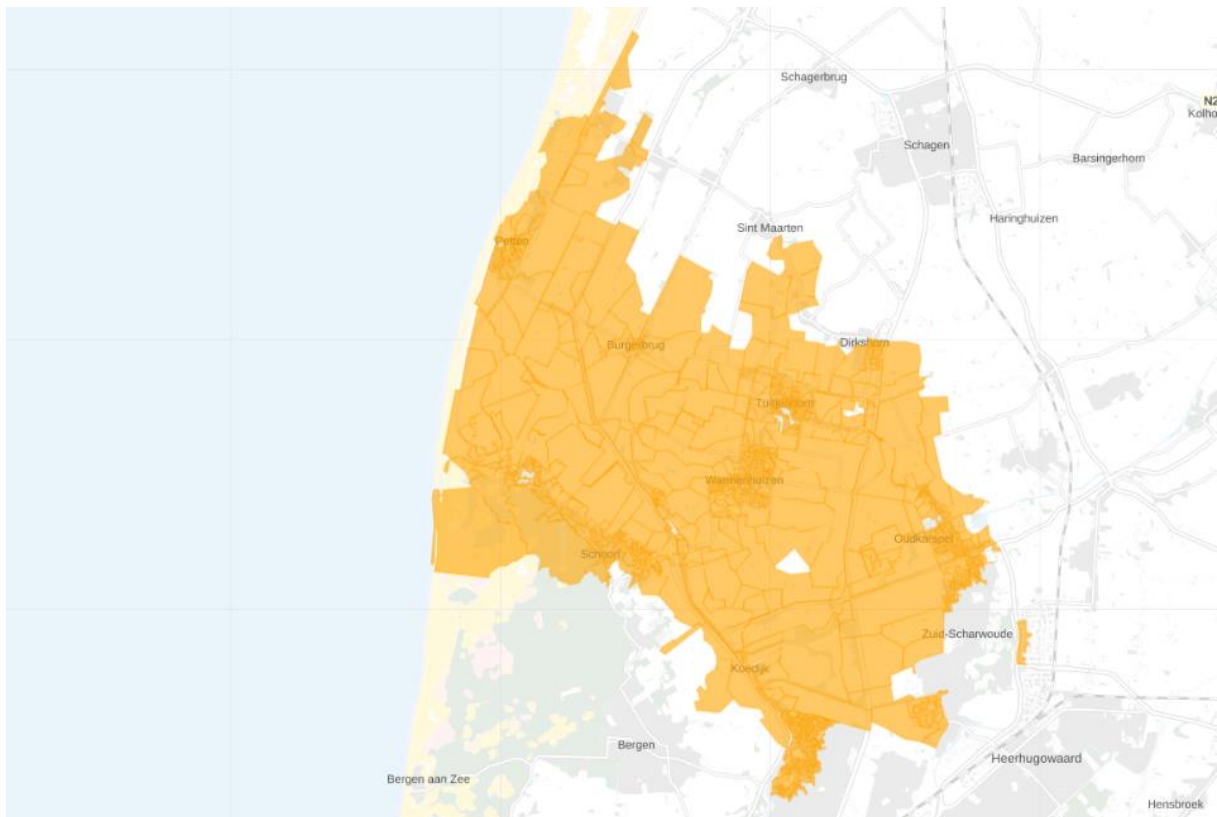 Schagerbrug
N2
Kolho
Schagen
Barsingerhorn
Haringhuizen
Sint Maarten
Petten
Burgerbrug
Dirkshorn
Tuitjenhorn
Warmenhuizen
Oudkarspel
Schoorl
Zuid-Scharwoude
Koedijk
Bergen
Heerhugowaard
Bergen aan Zee
Hensbroek